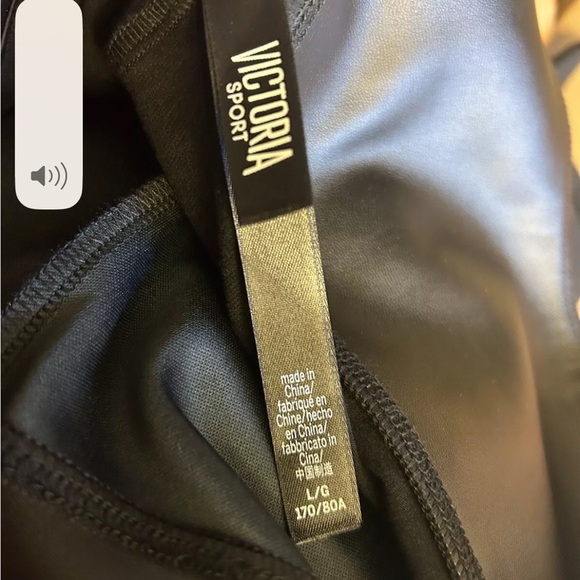 VICTORIA
SPORT
made in
China/
fabriqué en
Chine/hecho
en China/
fabbricato in
Cina/
中国制造
L/G
170/80A